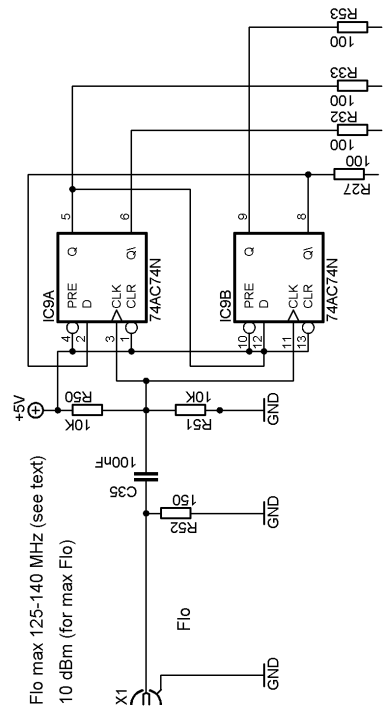 R53
100
R33
100
R32
100
R27
100
5
6
9
8
Q
Q\
Q
Q\
IC9A
PRE
D
CLK
CLR
74AC74N
IC9B
PRE
D
CLK
CLR
74AC74N
4
2
3
1
10
12
11
13
+5V
R50
10K
R51
10K
GND
100nF
C35
150
R52
GND
Flo
X1
GND
Flo max 125-140 MHz (see text)
10 dBm (for max Flo)